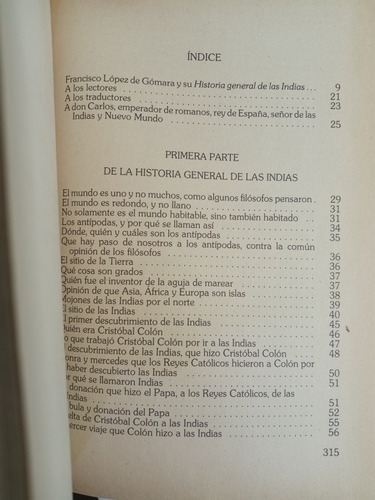 ÍNDICE
Francisco López de Gómara y su Historia general de las Indias . . . 9
A los lectores 21
A los traductores 23
A don Carlos, emperador de romanos, rey de España, señor de las
Indias y Nuevo Mundo 25
PRIMERA PARTE
DE LA HISTORIA GENERAL DE LAS INDIAS
El mundo es uno y no muchos, como algunos filósofos pensaron . 29
El mundo es redondo, y no llano 31
No solamente es el mundo habitable, sino también habitado 31
Los antípodas, y por qué se llaman así 34
Dónde, quién y cuáles son los antípodas 35
Que hay paso de nosotros a los antípodas, contra la común
opinión de los filósofos 36
El sitio de la Tierra 36
Qué cosa son grados 37
Quién fue el inventor de la aguja de marear 37
Opinión de que Asia, África y Europa son islas 38
Mojones de las Indias por el norte 39
El sitio de las Indias 40
El primer descubrimiento de las Indias 45
Quién era Cristóbal Colón 46
o que trabajó Cristóbal Colón por ir a las Indias 47
descubrimiento de las Indias, que hizo Cristóbal Colón 48
onra y mercedes que los Reyes Católicos hicieron a Colón por
haber descubierto las Indias 50
or qué se llamaron Indias 51
donación que hizo el Papa, a los Reyes Católicos, de las
Indias 51
bula y donación del Papa 52
elta de Cristóbal Colón a las Indias 55
ercer viaje que Colón hizo a las Indias 56
315